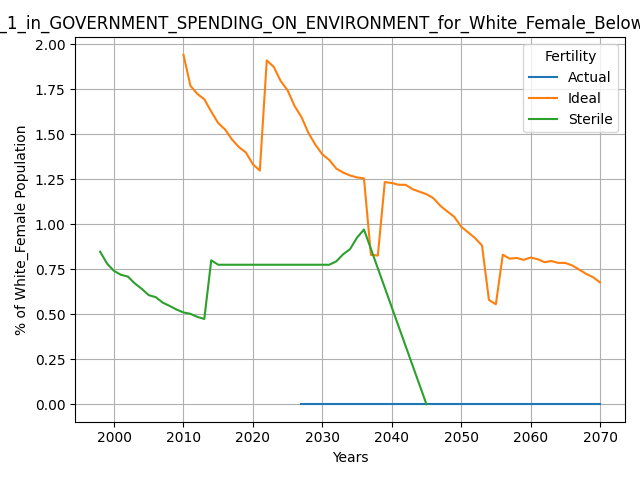 _1_in_GOVERNMENT_SPENDING_ON_ENVIRONMENT_for_White_Female_Below
Fertility
Actual
Ideal
Sterile
% of White_Female Population
2.00
1.75
1.50
1.25
1.00
0.75
0.50
0.25
0.00
2000 2010 2020 2030 2040 2050 2060 2070
Years